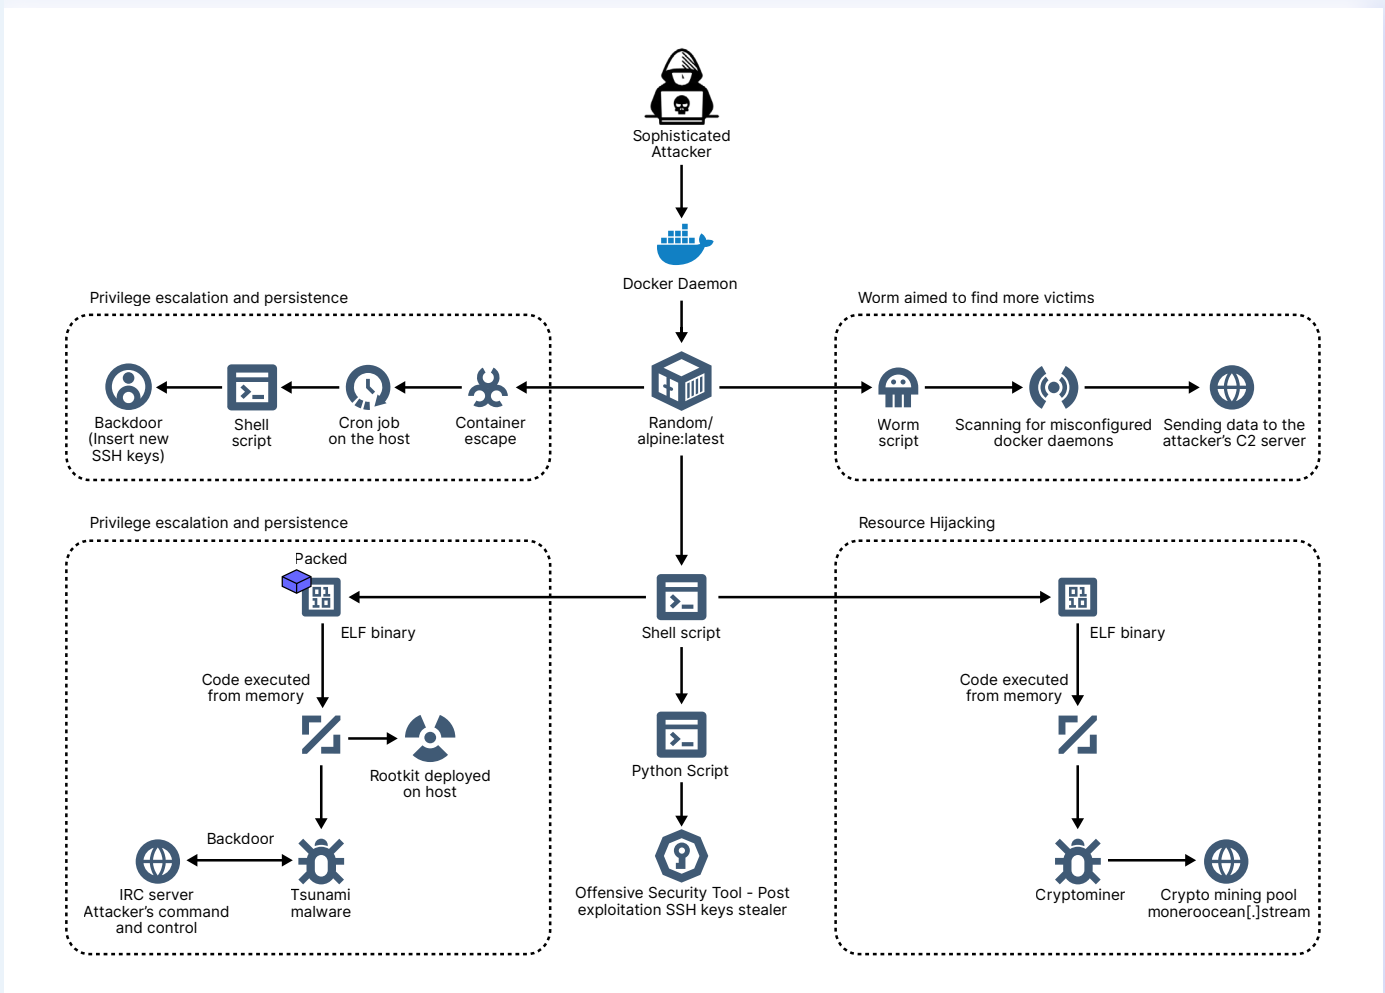 Sophisticated
Attacker
Docker Daemon
Privilege escalation and persistence
Backdoor
(Insert new
SSH keys)
Shell
script
Cron job
on the host
Container
escape
Random/
alpine:latest
Worm aimed to find more victims
Worm
script
Scanning for misconfigured
docker daemons
Sending data to the
attacker's C2 server
Privilege escalation and persistence
Packed
01
10
ELF binary
Code executed
from memory
Rootkit deployed
on host
Backdoor
IRC server
Attacker's command
and control
Tsunami
malware
Shell script
Python Script
Offensive Security Tool - Post
exploitation SSH keys stealer
Resource Hijacking
01
10
ELF binary
Code executed
from memory
Cryptominer
Crypto mining pool
moneroocean[.]stream